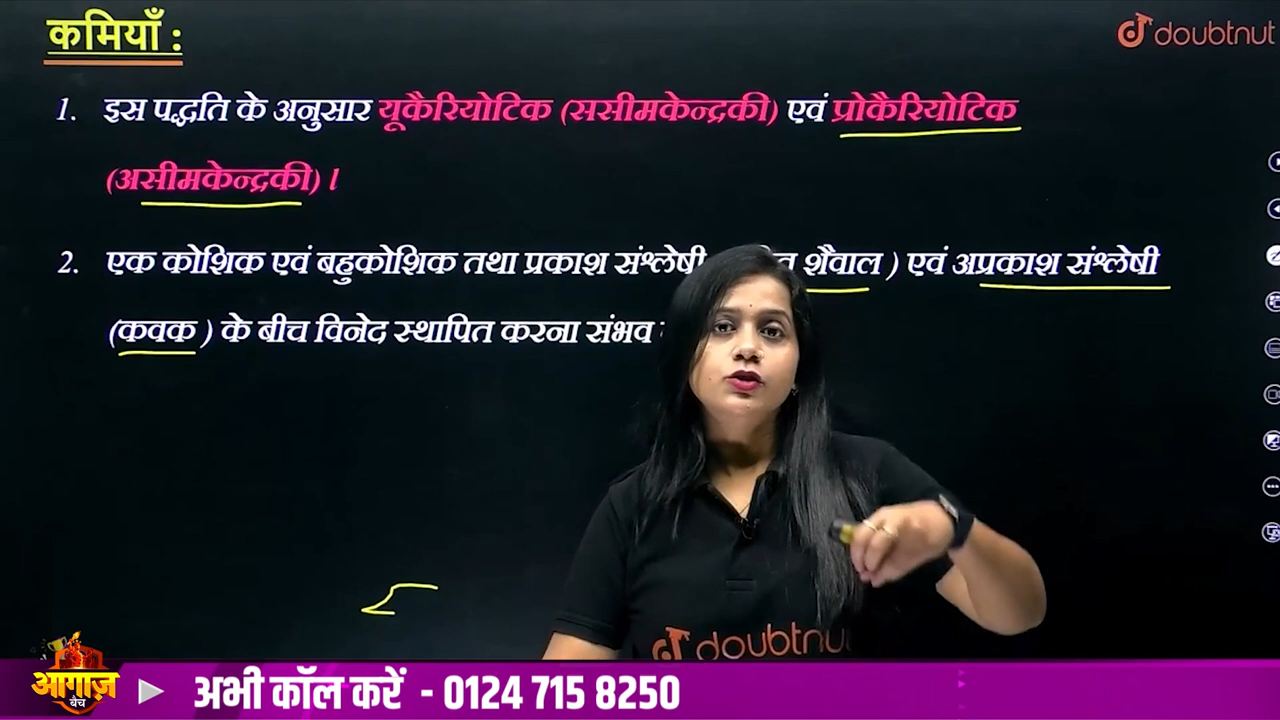 कमियाँ :
doubtnut
1. इस पद्धति के अनुसार यूकैरियोटिक (ससीमकेन्द्रकी) एवं प्रोकैरियोटिक
(असीमकेन्द्रकी) ।
2. एक कोशिक एवं बहुकोशिक तथा प्रकाश संश्लेषी शैवाल ) एवं अप्रकाश संश्लेषी
(कवक ) के बीच विनेद स्थापित करना संभव
doubtnut
आगाज़
बैच
अभी कॉल करें - 0124 715 8250